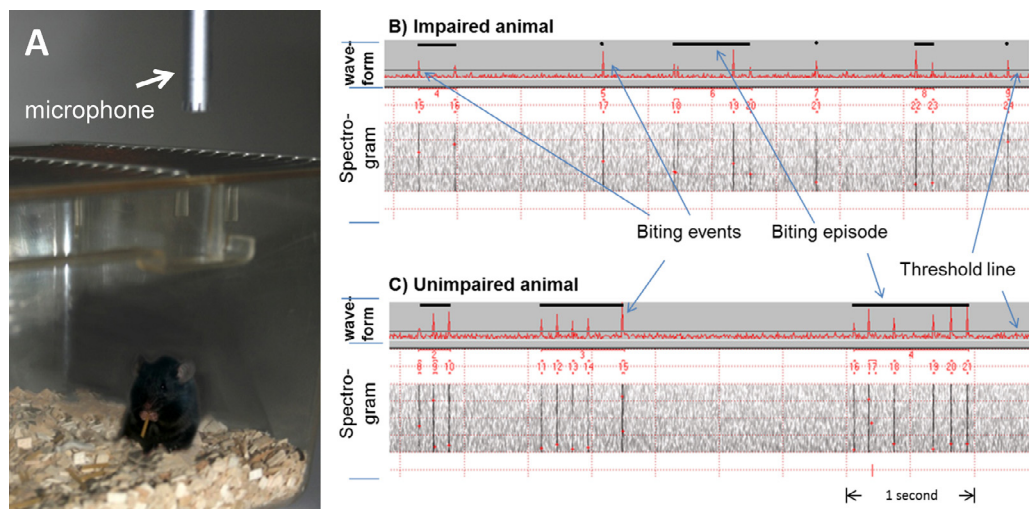 A
microphone
B) Impaired animal
wave-
form
4
5
6
7
8
9
15
16
17
18
19
20
21
22
23
24
Spectro-
gram
Biting events
Biting episode
Threshold line
C) Unimpaired animal
wave-
form
2
3
4
8
9
10
11
12
13
14
15
16
17
18
19
20
21
Spectro-
gram
1 second